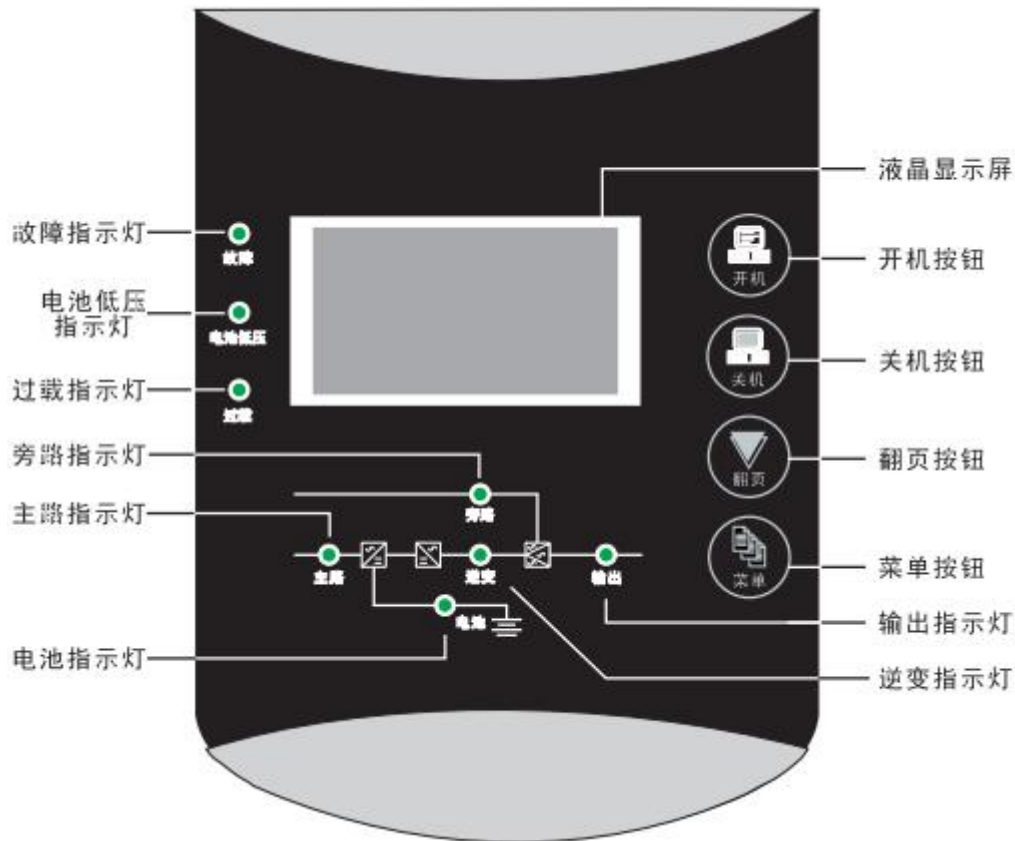 液晶显示屏
故障指示灯
故障
开机
开机按钮
电池低压
指示灯
电池低压
关机
关机按钮
过载指示灯
过载
旁路指示灯
翻页
翻页按钮
主路指示灯
旁路
主路
逆变
输出
菜单
菜单按钮
电池
输出指示灯
电池指示灯
逆变指示灯